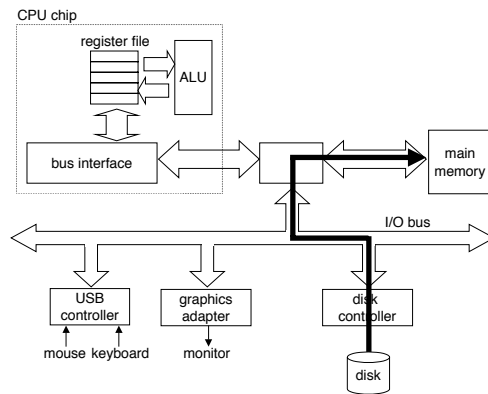 CPU chip
register file
ALU
bus interface
main
memory
I/O bus
USB
controller
graphics
adapter
disk
controller
mouse keyboard
monitor
disk